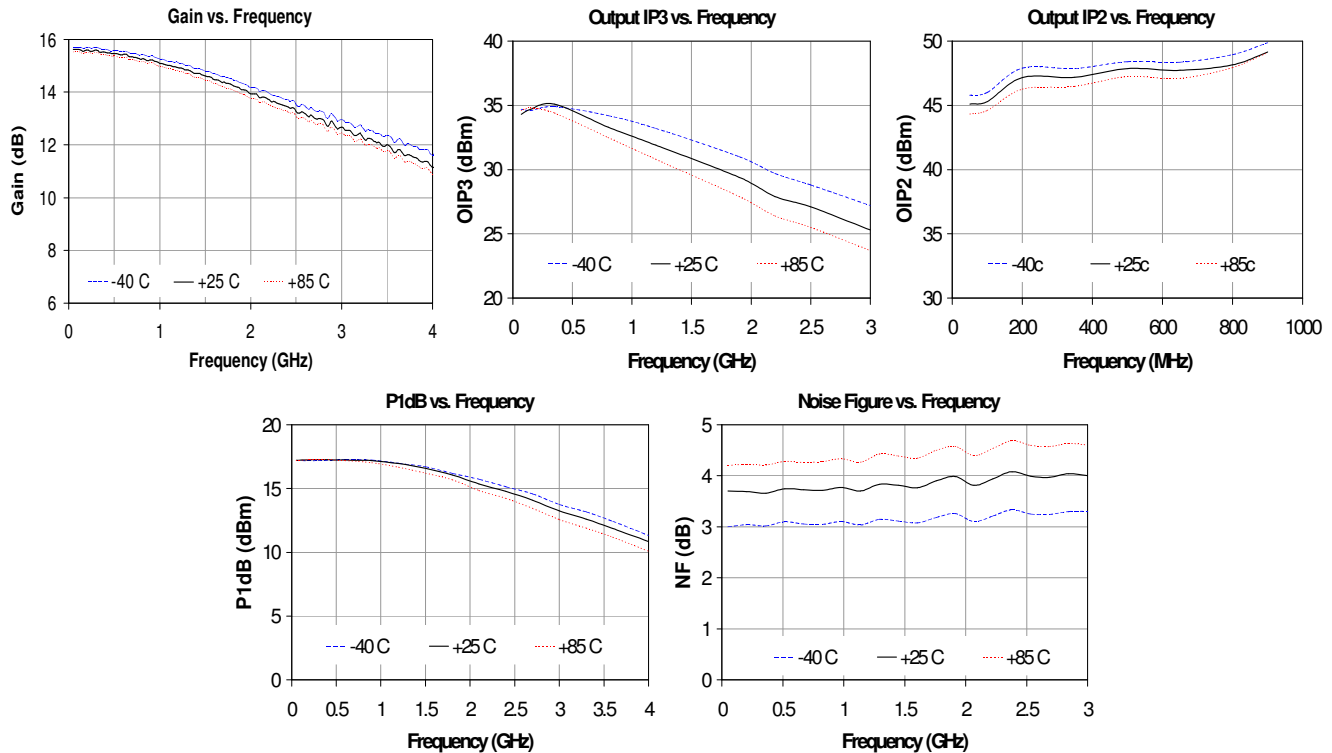 Gain vs. Frequency
16
14
12
10
8
6
Gain (dB)
-40 C +25 C +85 C
0 1 2 3 4
Frequency (GHz)
Output IP3 vs. Frequency
40
35
30
25
20
OIP3 (dBm)
-40 C +25 C +85 C
0 0.5 1 1.5 2 2.5 3
Frequency (GHz)
Output IP2 vs. Frequency
50
45
40
35
30
OIP2 (dBm)
-40c +25c +85c
0 200 400 600 800 1000
Frequency (MHz)
P1dB vs. Frequency
20
15
10
5
0
P1dB (dBm)
-40 C +25 C +85 C
0 0.5 1 1.5 2 2.5 3 3.5 4
Frequency (GHz)
Noise Figure vs. Frequency
5
4
3
2
1
0
NF (dB)
-40 C +25 C +85 C
0 0.5 1 1.5 2 2.5 3
Frequency (GHz)